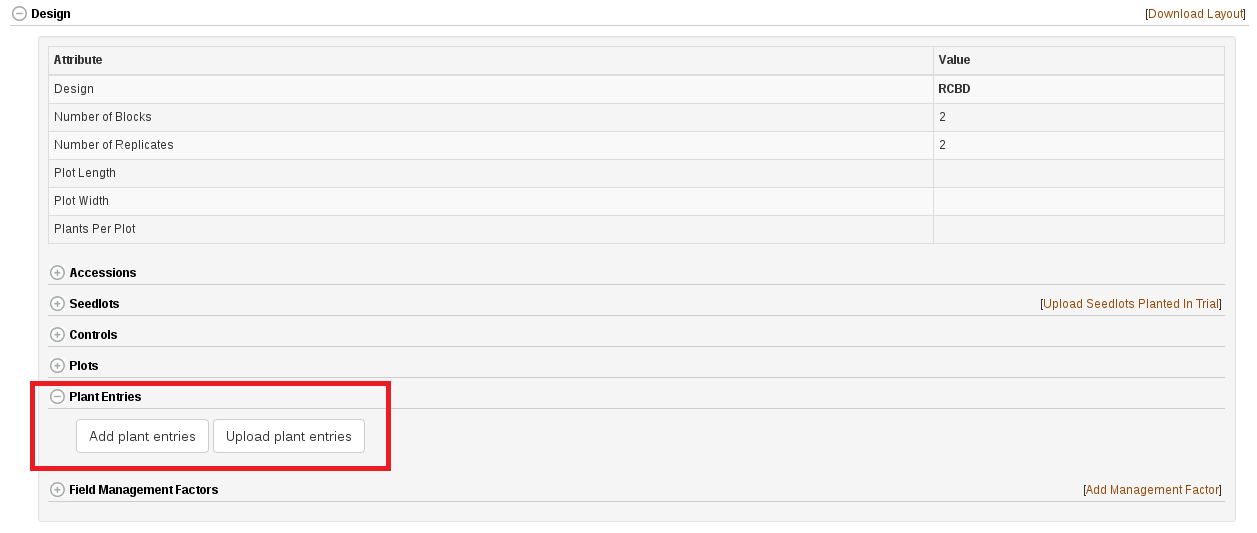 Design [Download Layout]
Attribute Value
Design RCBD
Number of Blocks 2
Number of Replicates 2
Plot Length
Plot Width
Plants Per Plot
Accessions
Seedlots [Upload Seedlots Planted In Trial]
Controls
Plots
Plant Entries
Add plant entries Upload plant entries
Field Management Factors [Add Management Factor]